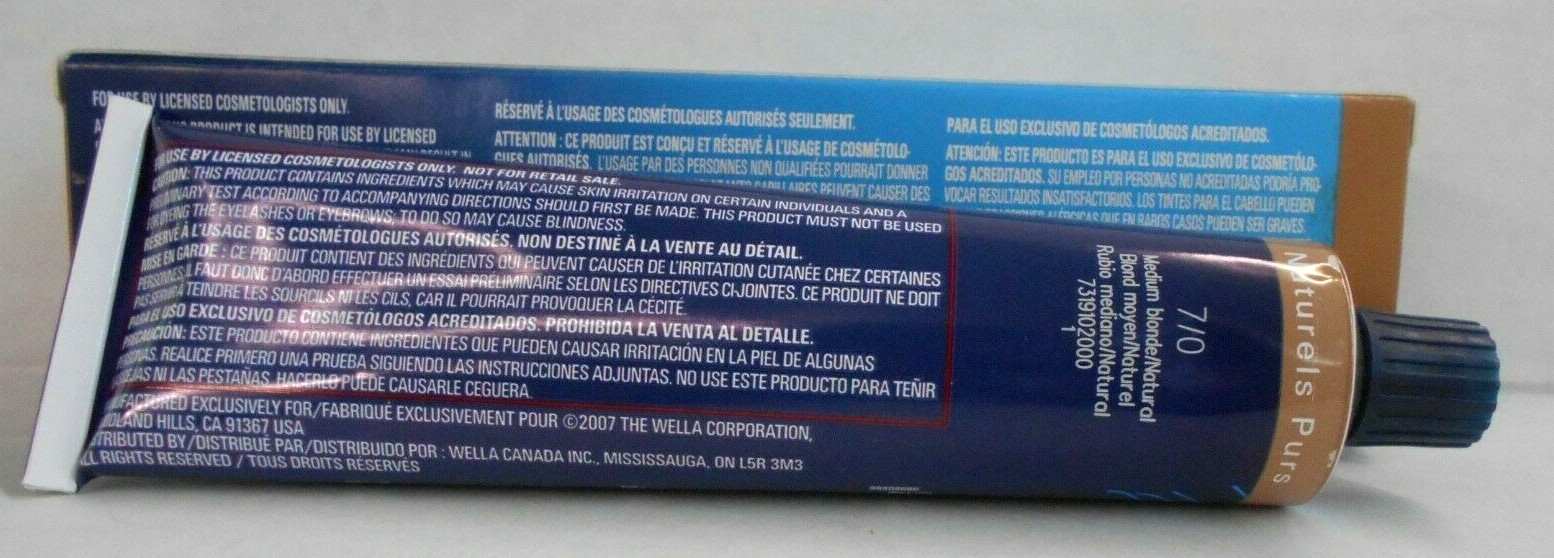 FOR USE BY LICENSED COSMETOLOGISTS ONLY.
PRODUCT IS INTENDED FOR USE BY LICENSED
RÉSERVÉ À L'USAGE DES COSMÉTOLOGUES AUTORISÉS SEULEMENT.
ATTENTION : CE PRODUIT EST CONÇU ET RÉSERVÉ À L'USAGE DE COSMÉTOLO-
GUES AUTORISÉS. L'USAGE PAR DES PERSONNES NON QUALIFIÉES POURRAIT DONNER
CAPILLAIRES PEUVENT CAUSER DES
PARA EL USO EXCLUSIVO DE COSMETÓLOGOS ACREDITADOS.
ATENCIÓN: ESTE PRODUCTO ES PARA EL USO EXCLUSIVO DE COSMETÓLO-
GOS ACREDITADOS. SU EMPLEO POR PERSONAS NO ACREDITADAS PODRÍA PRO-
VOCAR RESULTADOS INSATISFACTORIOS. LOS TINTES PARA EL CABELLO PUEDEN
REACCIONES ALÉRGICAS QUE EN RAROS CASOS PUEDEN SER GRAVES.
FOR USE BY LICENSED COSMETOLOGISTS ONLY. NOT FOR RETAIL SALE.
CAUTION: THIS PRODUCT CONTAINS INGREDIENTS WHICH MAY CAUSE SKIN IRRITATION ON CERTAIN INDIVIDUALS AND A
PRELIMINARY TEST ACCORDING TO ACCOMPANYING DIRECTIONS SHOULD FIRST BE MADE. THIS PRODUCT MUST NOT BE USED
FOR DYEING THE EYELASHES OR EYEBROWS; TO DO SO MAY CAUSE BLINDNESS.
RÉSERVÉ À L'USAGE DES COSMÉTOLOGUES AUTORISÉS. NON DESTINÉ À LA VENTE AU DÉTAIL.
MISE EN GARDE : CE PRODUIT CONTIENT DES INGRÉDIENTS QUI PEUVENT CAUSER DE L'IRRITATION CUTANÉE CHEZ CERTAINES
PERSONNES, IL FAUT DONC D'ABORD EFFECTUER UN ESSAI PRÉLIMINAIRE SELON LES DIRECTIVES CI-JOINTES. CE PRODUIT NE DOIT
PAS SERVIR À TEINDRE LES SOURCILS NI LES CILS, CAR IL POURRAIT PROVOQUER LA CÉCITÉ.
PARA EL USO EXCLUSIVO DE COSMETÓLOGOS ACREDITADOS. PROHIBIDA LA VENTA AL DETALLE.
PRECAUCIÓN: ESTE PRODUCTO CONTIENE INGREDIENTES QUE PUEDEN CAUSAR IRRITACIÓN EN LA PIEL DE ALGUNAS
PERSONAS. REALICE PRIMERO UNA PRUEBA SIGUIENDO LAS INSTRUCCIONES ADJUNTAS. NO USE ESTE PRODUCTO PARA TEÑIR
CEJAS NI LAS PESTAÑAS. HACERLO PUEDE CAUSARLE CEGUERA.
MANUFACTURED EXCLUSIVELY FOR/FABRIQUÉ EXCLUSIVEMENT POUR ©2007 THE WELLA CORPORATION,
WOODLAND HILLS, CA 91367 USA
DISTRIBUTED BY/DISTRIBUÉ PAR/DISTRIBUIDO POR : WELLA CANADA INC., MISSISSAUGA, ON L5R 3M3
ALL RIGHTS RESERVED / TOUS DROITS RÉSERVÉS
7/0
Medium blonde/Natural
Blond moyen/Naturel
Rubio mediano/Natural
7319102000
1
Naturels Purs